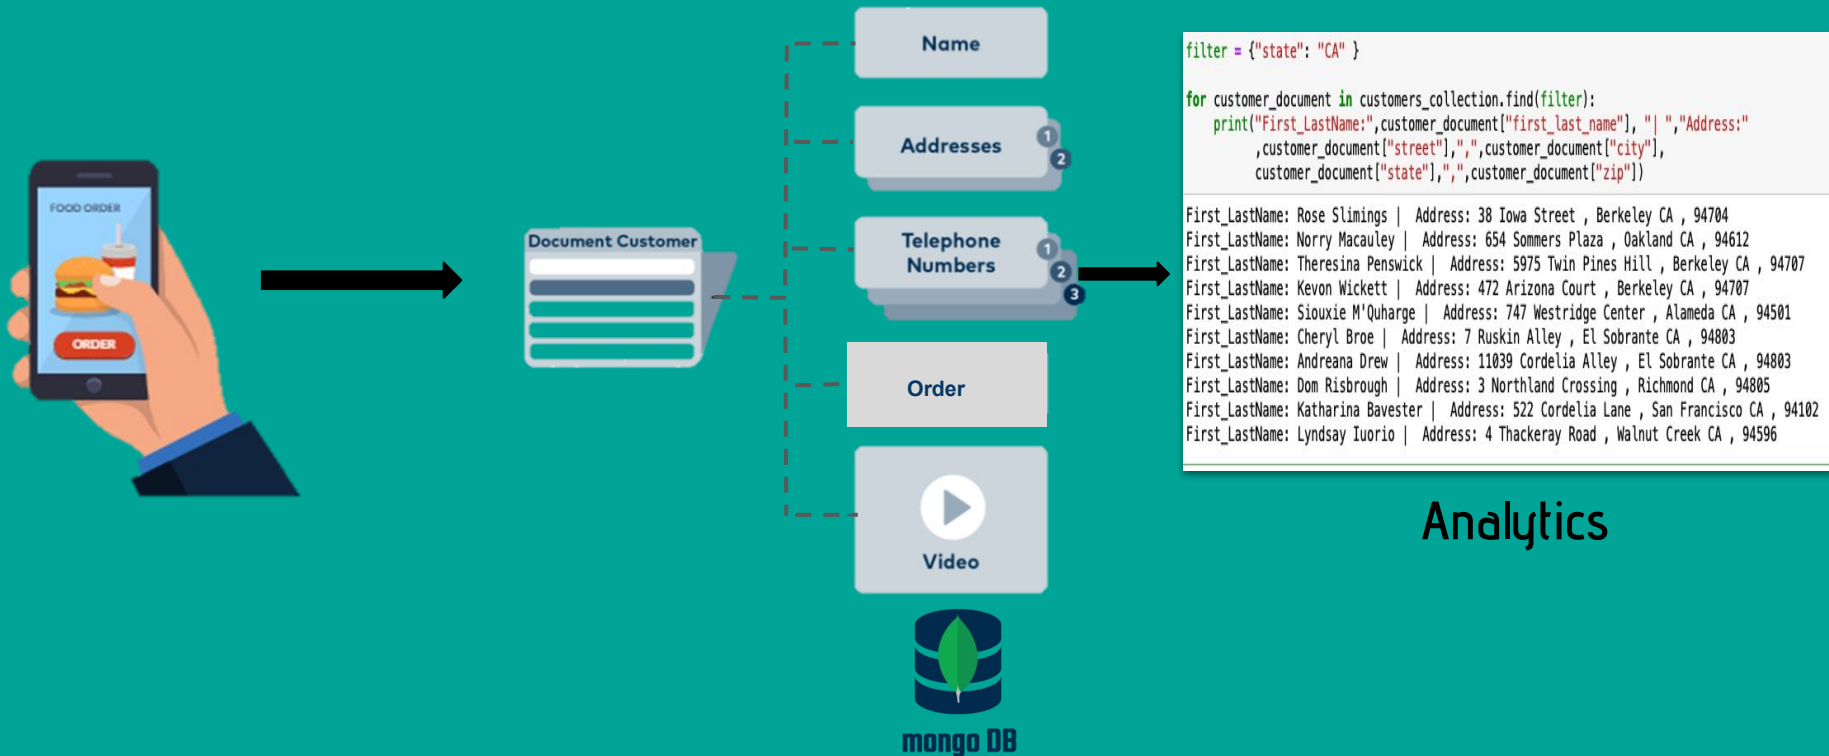 FOOD ORDER
ORDER
Document Customer
Name
Addresses
1
2
Telephone
Numbers
1
2
3
Order
Video
mongo DB
filter = {"state": "CA" }
for customer_document in customers_collection.find(filter):
print("First_LastName:",customer_document["first_last_name"], "| ","Address:"
,customer_document["street"],",",customer_document["city"],
customer_document["state"],",",customer_document["zip"])
First_LastName: Rose Slimings |  Address: 38 Iowa Street , Berkeley CA , 94704
First_LastName: Norry Macauley |  Address: 654 Sommers Plaza , Oakland CA , 94612
First_LastName: Theresina Penswick |  Address: 5975 Twin Pines Hill , Berkeley CA , 94707
First_LastName: Kevon Wickett |  Address: 472 Arizona Court , Berkeley CA , 94707
First_LastName: Siouxie M'Quharge |  Address: 747 Westridge Center , Alameda CA , 94501
First_LastName: Cheryl Broe |  Address: 7 Ruskin Alley , El Sobrante CA , 94803
First_LastName: Andreana Drew |  Address: 11039 Cordelia Alley , El Sobrante CA , 94803
First_LastName: Dom Risbrough |  Address: 3 Northland Crossing , Richmond CA , 94805
First_LastName: Katharina Bavester |  Address: 522 Cordelia Lane , San Francisco CA , 94102
First_LastName: Lyndsay Iuorio |  Address: 4 Thackeray Road , Walnut Creek CA , 94596
Analytics